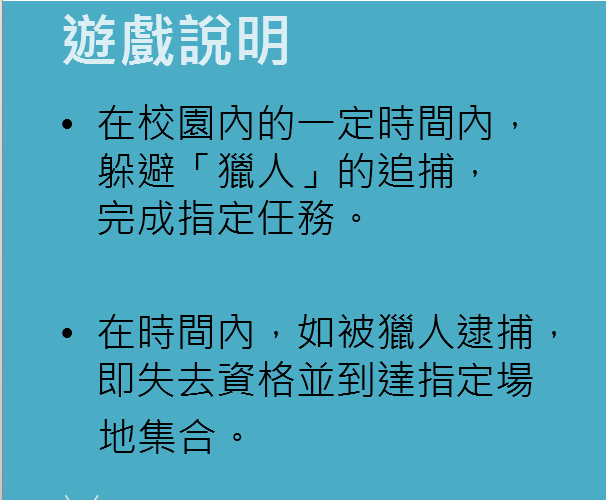 遊戲說明
• 在校園內的一定時間內，
躲避「獵人」的追捕，
完成指定任務。
• 在時間內，如被獵人逮捕，
即失去資格並到達指定場
地集合。